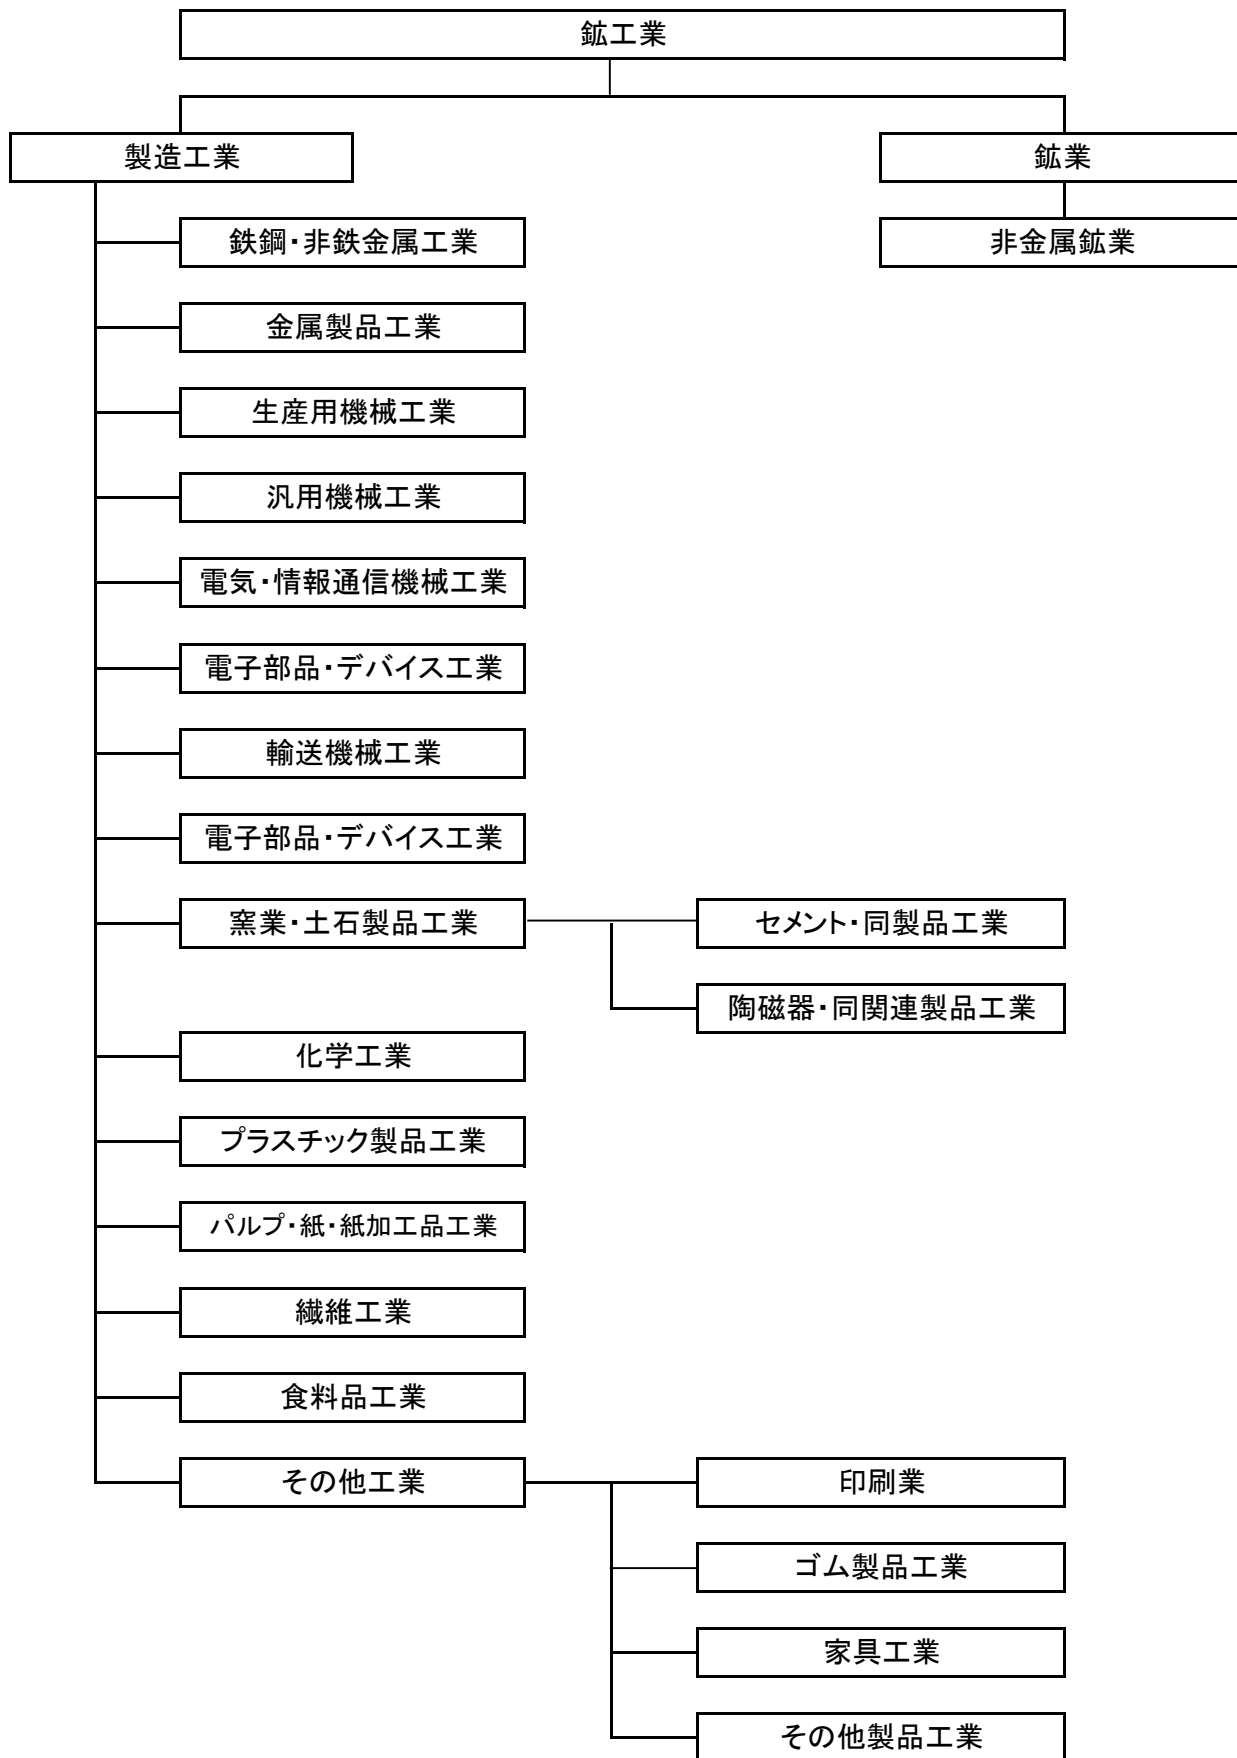 鉱工業
製造工業
鉱業
鉄鋼・非鉄金属工業
非金属鉱業
金属製品工業
生産用機械工業
汎用機械工業
電気・情報通信機械工業
電子部品・デバイス工業
輸送機械工業
電子部品・デバイス工業
窯業・土石製品工業
セメント・同製品工業
陶磁器・同関連製品工業
化学工業
プラスチック製品工業
パルプ・紙・紙加工品工業
繊維工業
食料品工業
その他工業
印刷業
ゴム製品工業
家具工業
その他製品工業